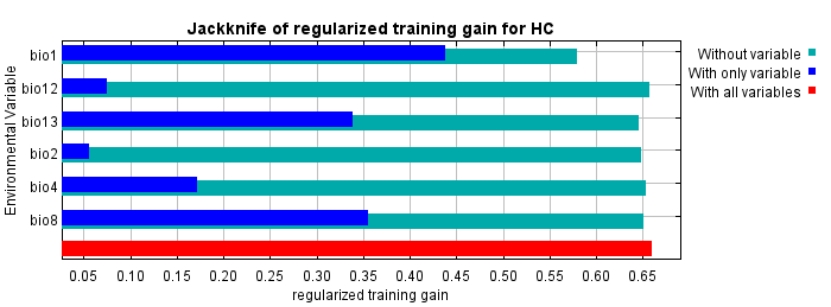 Jackknife of regularized training gain for HC
bio1
bio12
bio13
bio2
bio4
bio8
Environmental Variable
Without variable
With only variable
With all variables
0.05 0.10 0.15 0.20 0.25 0.30 0.35 0.40 0.45 0.50 0.55 0.60 0.65
regularized training gain